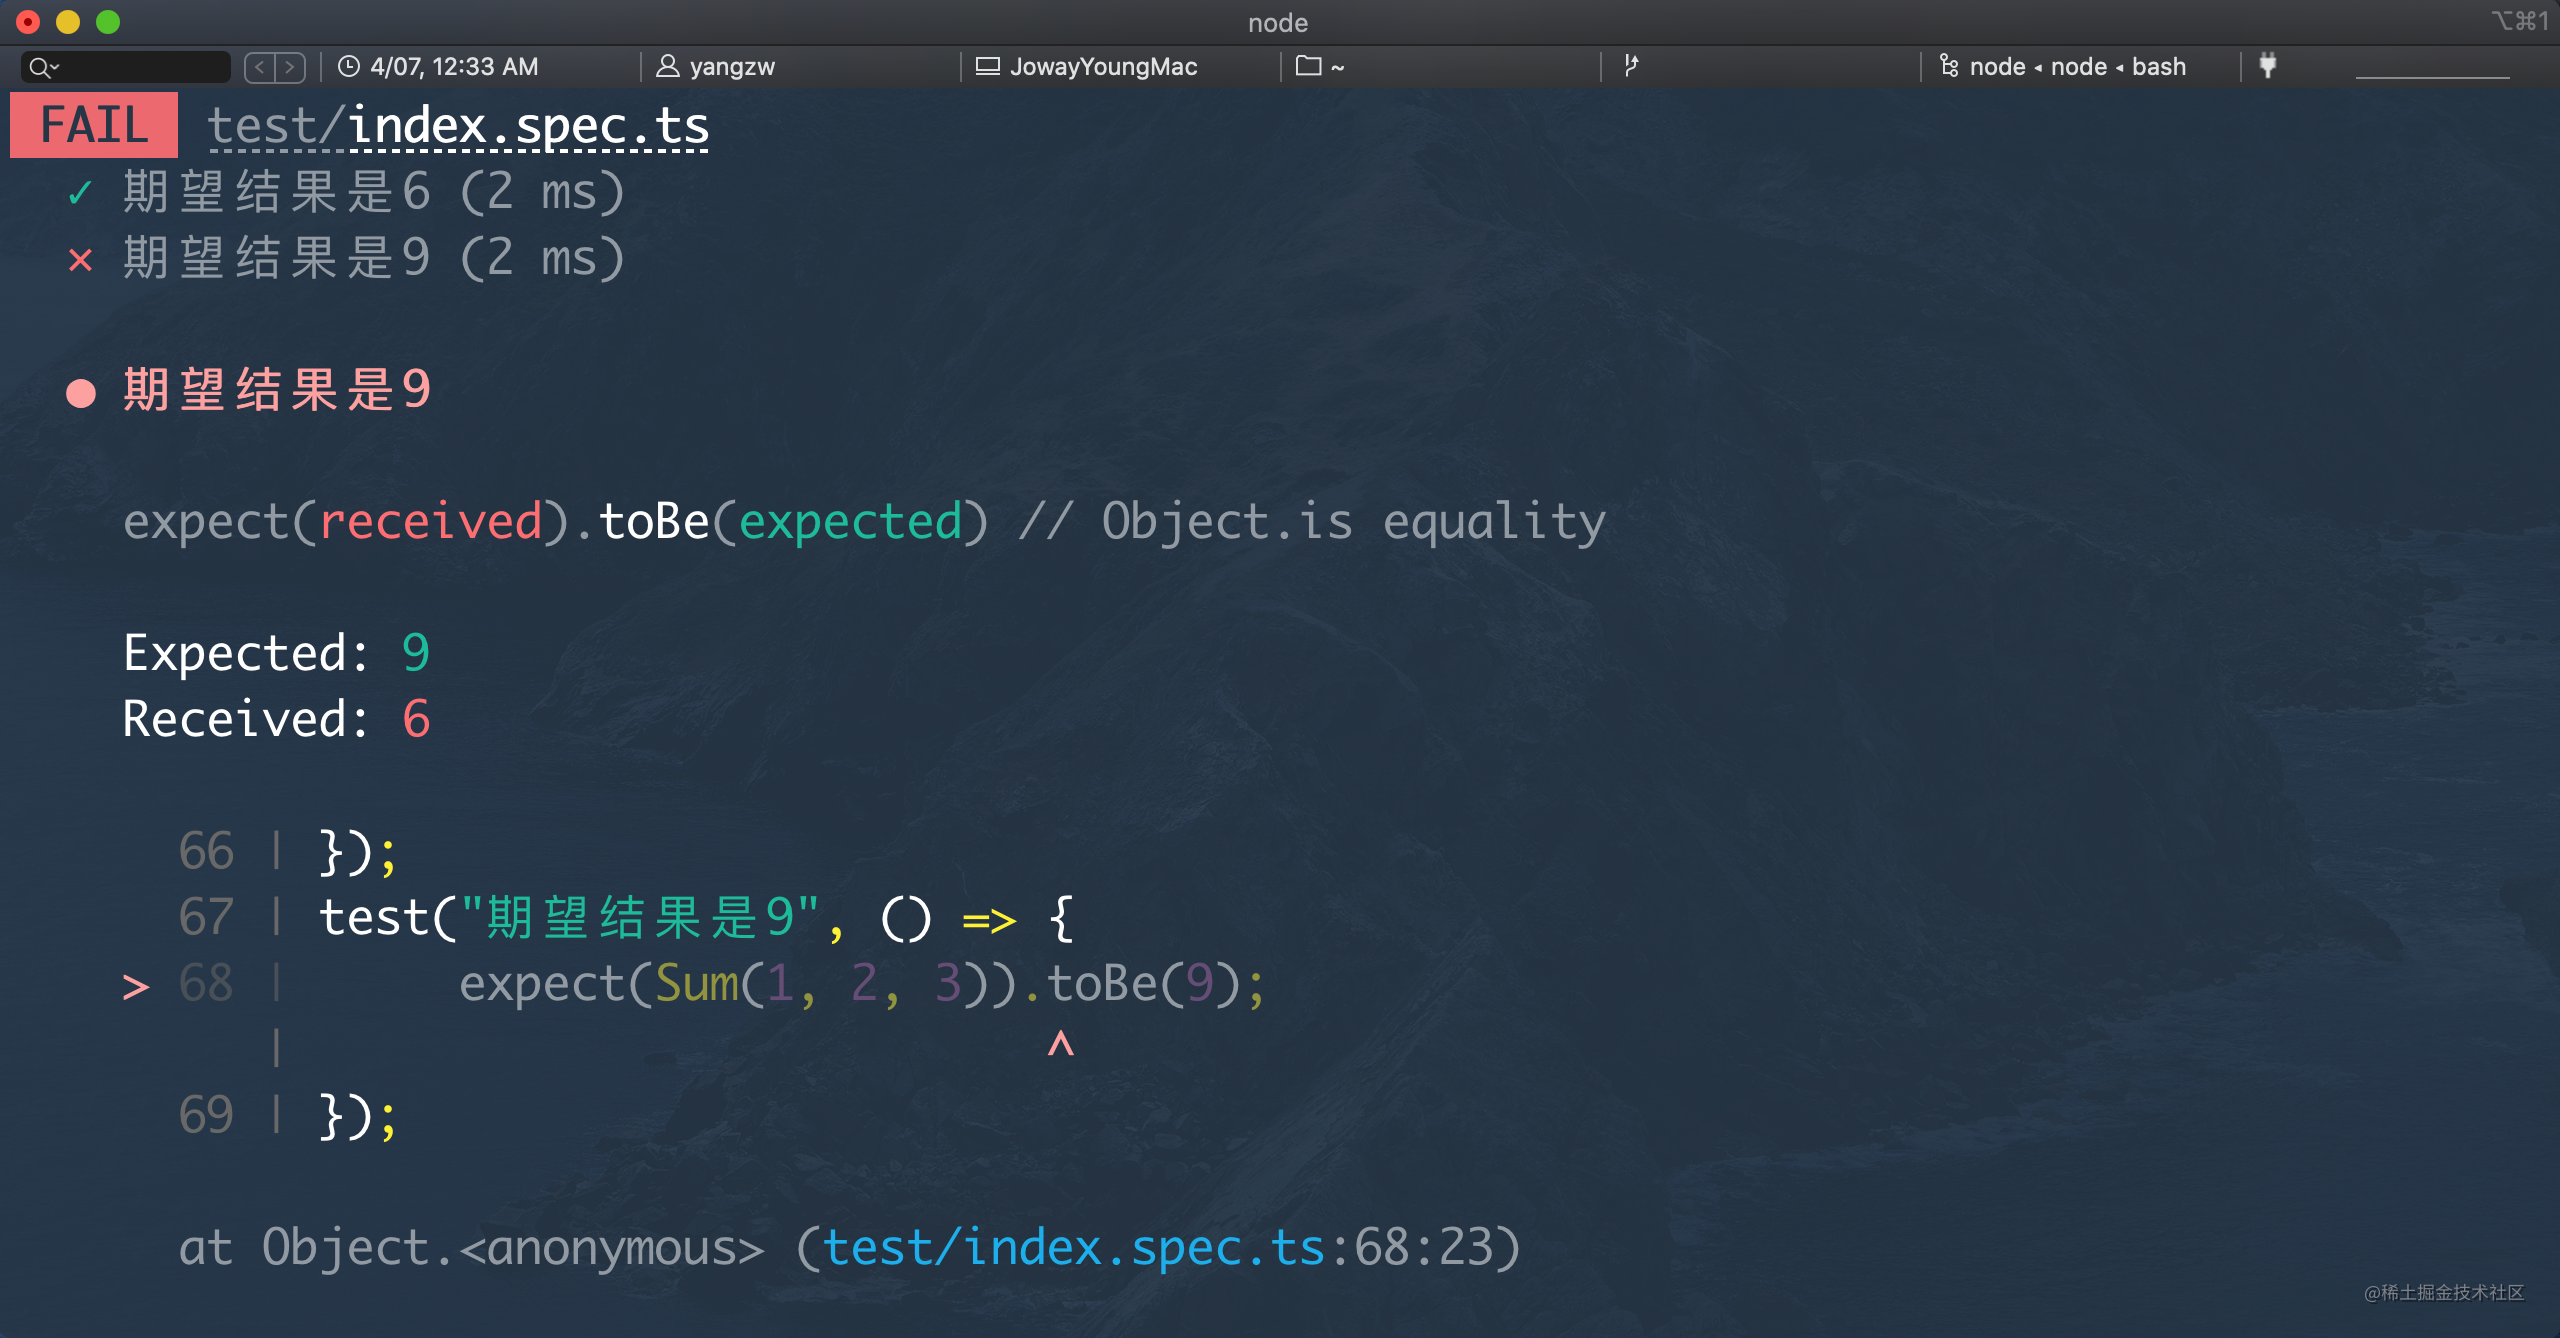 node
⌥⌘1
4/07, 12:33 AM
yangzw
JowayYoungMac
~
node ◂ node ◂ bash
FAIL test/index.spec.ts
✓ 期望结果是6 (2 ms)
✕ 期望结果是9 (2 ms)
● 期望结果是9
expect(received).toBe(expected) // Object.is equality
Expected: 9
Received: 6
66 | });
67 | test("期望结果是9", () => {
> 68 |     expect(Sum(1, 2, 3)).toBe(9);
|                            ^
69 | });
at Object.<anonymous> (test/index.spec.ts:68:23)
@稀土掘金技术社区